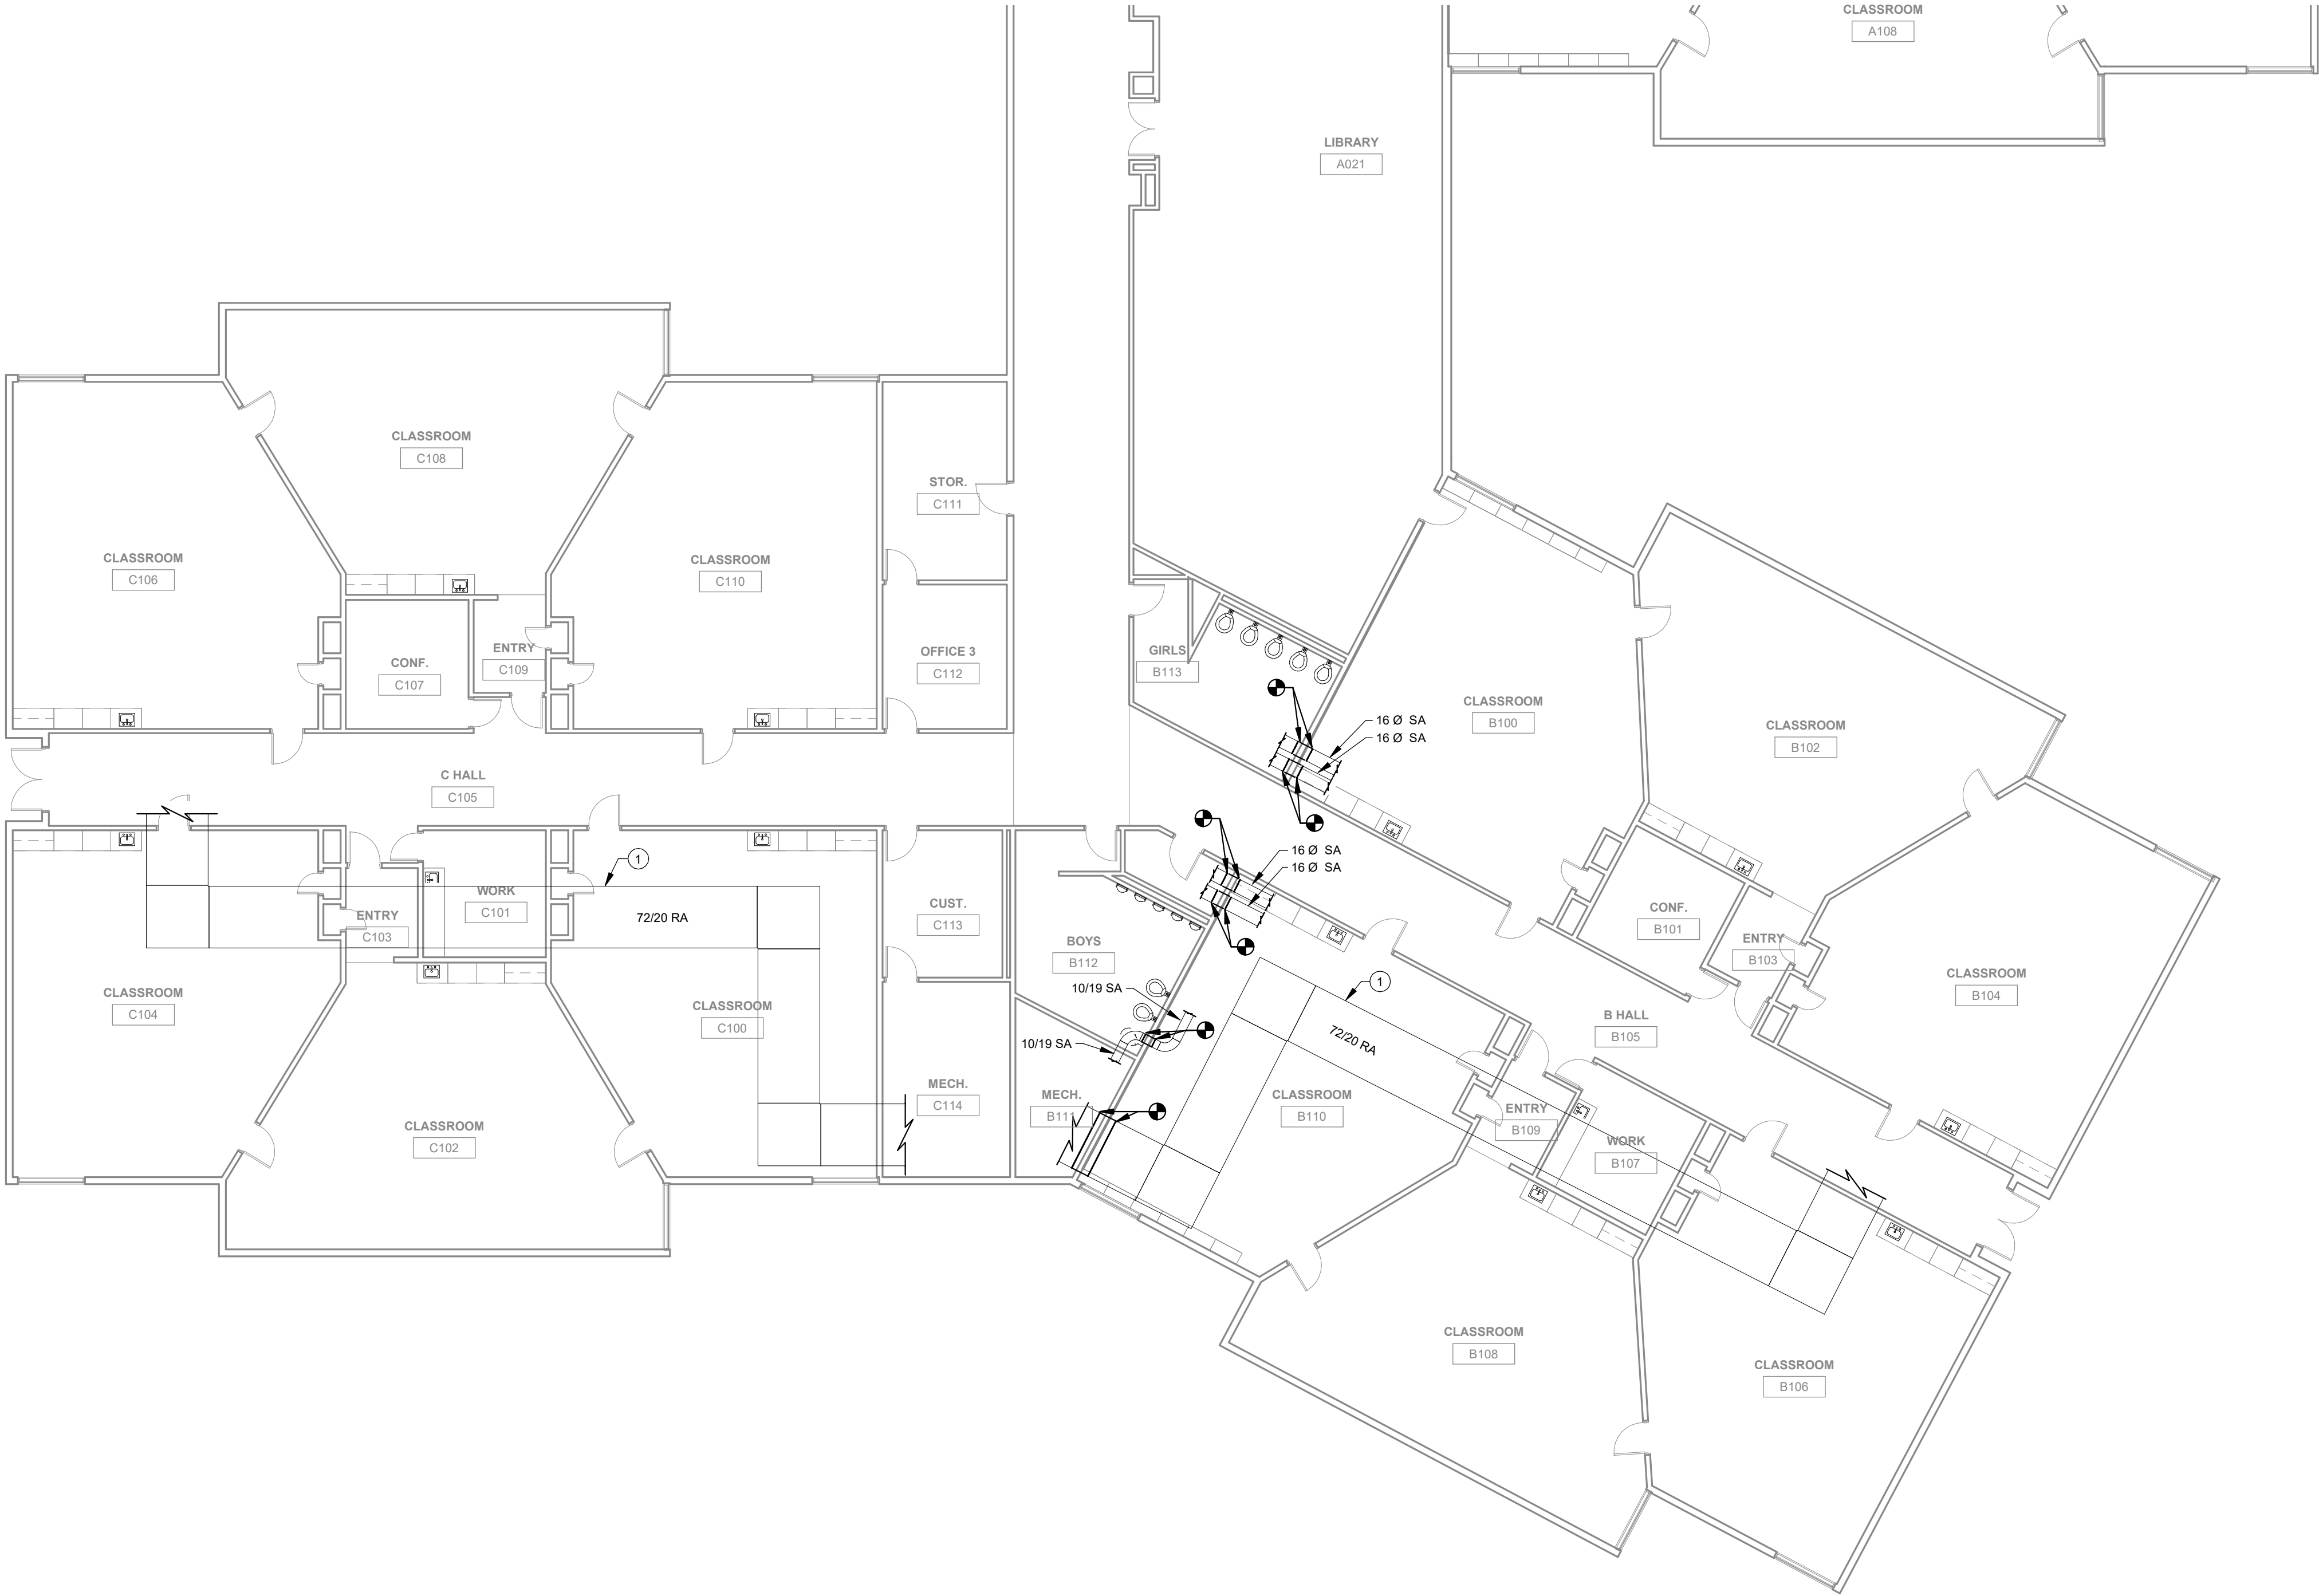 CLASSROOM
A108
LIBRARY
A021
CLASSROOM
C108
STOR.
C111
CLASSROOM
C106
CLASSROOM
C110
CONF.
C107
ENTRY
C109
OFFICE 3
C112
GIRLS
B113
CLASSROOM
B100
16 Ø SA
16 Ø SA
CLASSROOM
B102
C HALL
C105
1
16 Ø SA
16 Ø SA
WORK
C101
ENTRY
C103
72/20 RA
CUST.
C113
CONF.
B101
ENTRY
B103
BOYS
B112
10/19 SA
10/19 SA
1
72/20 RA
CLASSROOM
B104
CLASSROOM
C104
CLASSROOM
C100
B HALL
B105
MECH.
C114
MECH.
B111
CLASSROOM
B110
ENTRY
B109
CLASSROOM
C102
WORK
B107
CLASSROOM
B108
CLASSROOM
B106